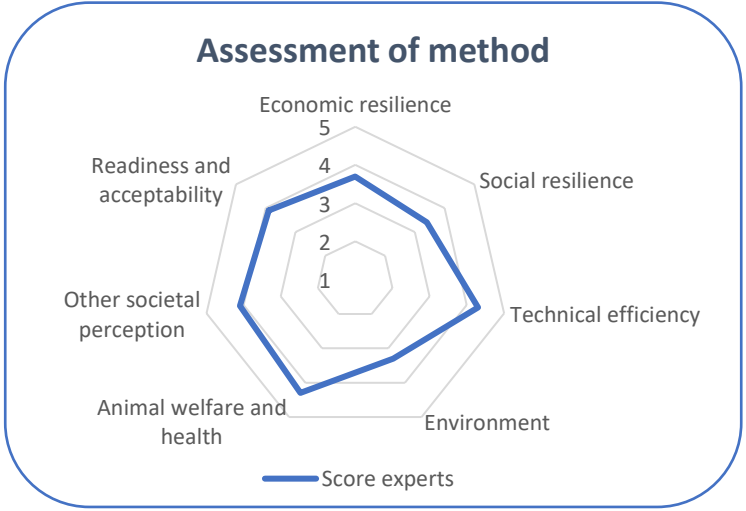 Assessment of method
Economic resilience
5
4
3
2
1
Social resilience
Technical efficiency
Environment
Animal welfare and
health
Other societal
perception
Readiness and
acceptability
Score experts